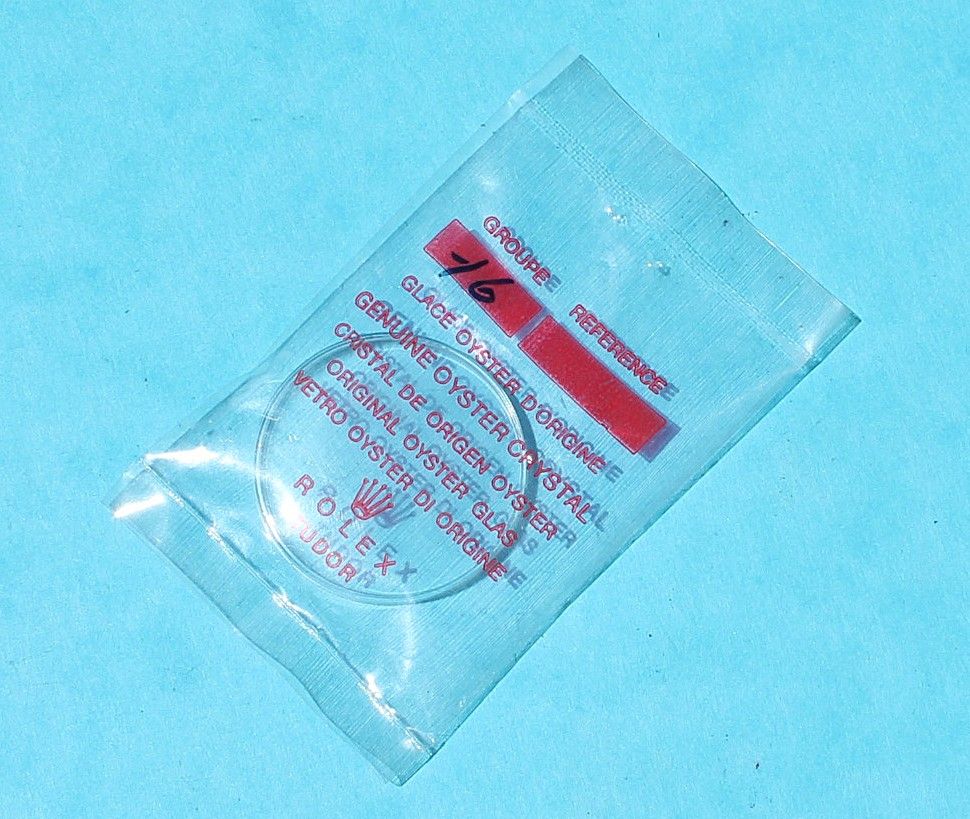 GROUPE REFERENCE
-16
GLACE OYSTER D'ORIGINE
GENUINE OYSTER CRYSTAL
CRISTAL DE ORIGEN OYSTER
ORIGINAL OYSTER GLAS
VETRO OYSTER DI ORIGINE
ROLEX
TUDOR